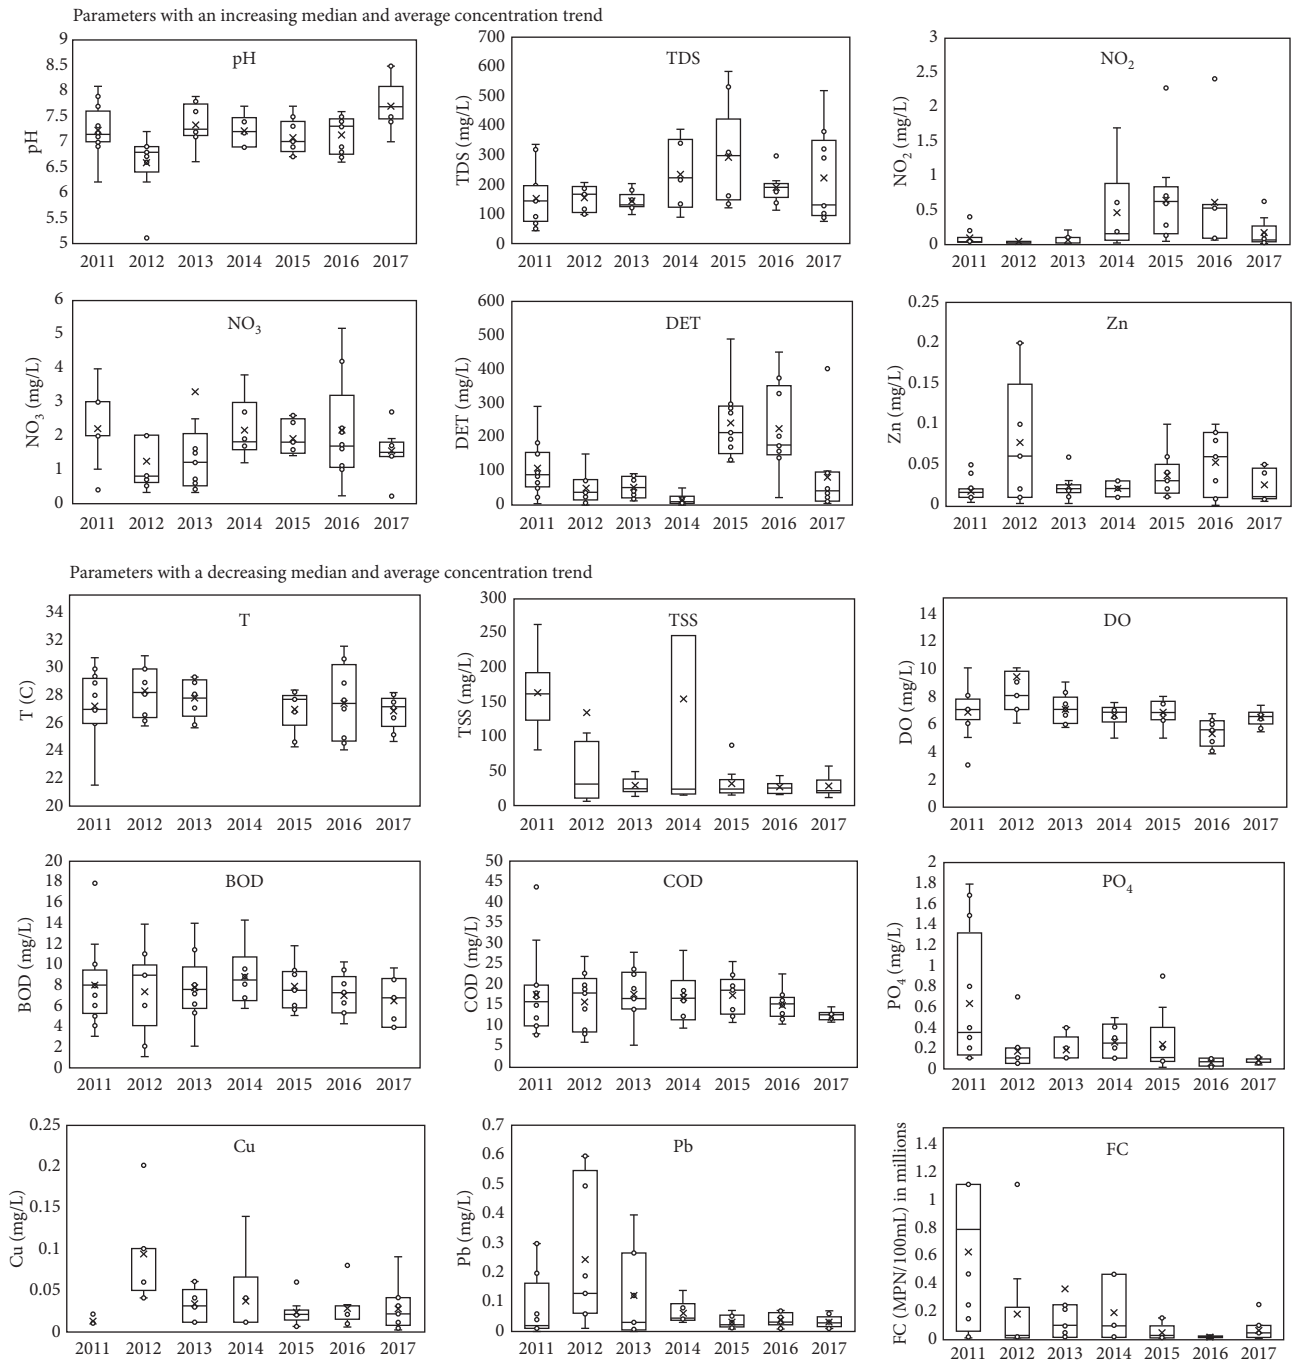 Parameters with an increasing median and average concentration trend
pH
pH
9
8.5
8
7.5
7
6.5
6
5.5
5
2011 2012 2013 2014 2015 2016 2017
TDS
TDS (mg/L)
700
600
500
400
300
200
100
0
2011 2012 2013 2014 2015 2016 2017
NO2
NO2 (mg/L)
3
2.5
2
1.5
1
0.5
0
2011 2012 2013 2014 2015 2016 2017
NO3
NO3 (mg/L)
6
5
4
3
2
1
0
2011 2012 2013 2014 2015 2016 2017
DET
DET (mg/L)
600
500
400
300
200
100
0
2011 2012 2013 2014 2015 2016 2017
Zn
Zn (mg/L)
0.25
0.2
0.15
0.1
0.05
0
2011 2012 2013 2014 2015 2016 2017
Parameters with a decreasing median and average concentration trend
T
T (C)
34
32
30
28
26
24
22
20
2011 2012 2013 2014 2015 2016 2017
TSS
TSS (mg/L)
300
250
200
150
100
50
0
2011 2012 2013 2014 2015 2016 2017
DO
DO (mg/L)
14
12
10
8
6
4
2
0
2011 2012 2013 2014 2015 2016 2017
BOD
BOD (mg/L)
20
18
16
14
12
10
8
6
4
2
0
2011 2012 2013 2014 2015 2016 2017
COD
COD (mg/L)
50
45
40
35
30
25
20
15
10
5
0
2011 2012 2013 2014 2015 2016 2017
PO4
PO4 (mg/L)
2
1.8
1.6
1.4
1.2
1
0.8
0.6
0.4
0.2
0
2011 2012 2013 2014 2015 2016 2017
Cu
Cu (mg/L)
0.25
0.2
0.15
0.1
0.05
0
2011 2012 2013 2014 2015 2016 2017
Pb
Pb (mg/L)
0.7
0.6
0.5
0.4
0.3
0.2
0.1
0
2011 2012 2013 2014 2015 2016 2017
FC
FC (MPN/100mL) in millions
1.4
1.2
1
0.8
0.6
0.4
0.2
0
2011 2012 2013 2014 2015 2016 2017